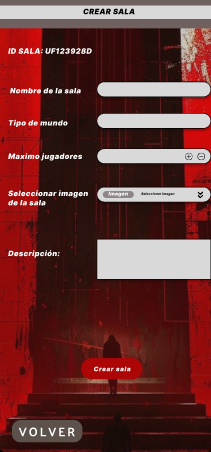 CREAR SALA
ID SALA: UF123928D
Nombre de la sala
Tipo de mundo
Maximo jugadores
Seleccionar imagen
de la sala
Imagen
Seleccionar imagen
Descripción:
Crear sala
VOLVER